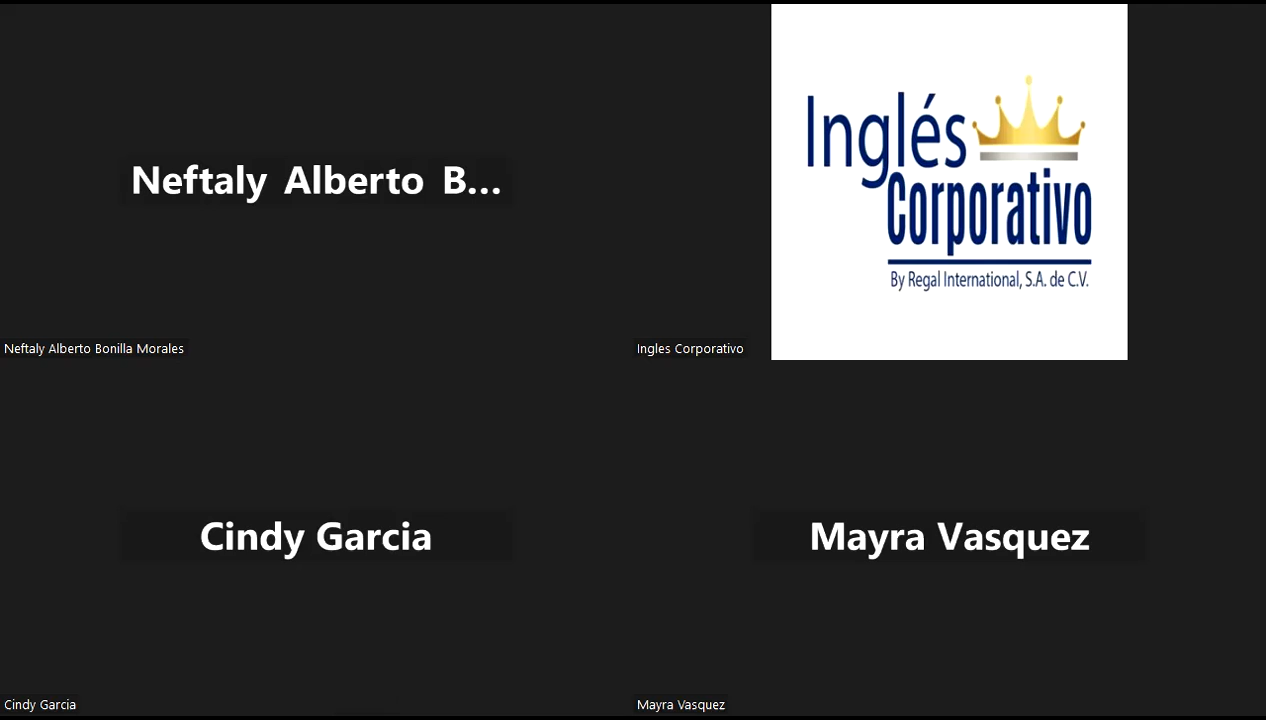 Neftaly Alberto B...
Neftaly Alberto Bonilla Morales
Inglés
Corporativo
By Regal International, S.A. de C.V.
Ingles Corporativo
Cindy Garcia
Cindy Garcia
Mayra Vasquez
Mayra Vasquez